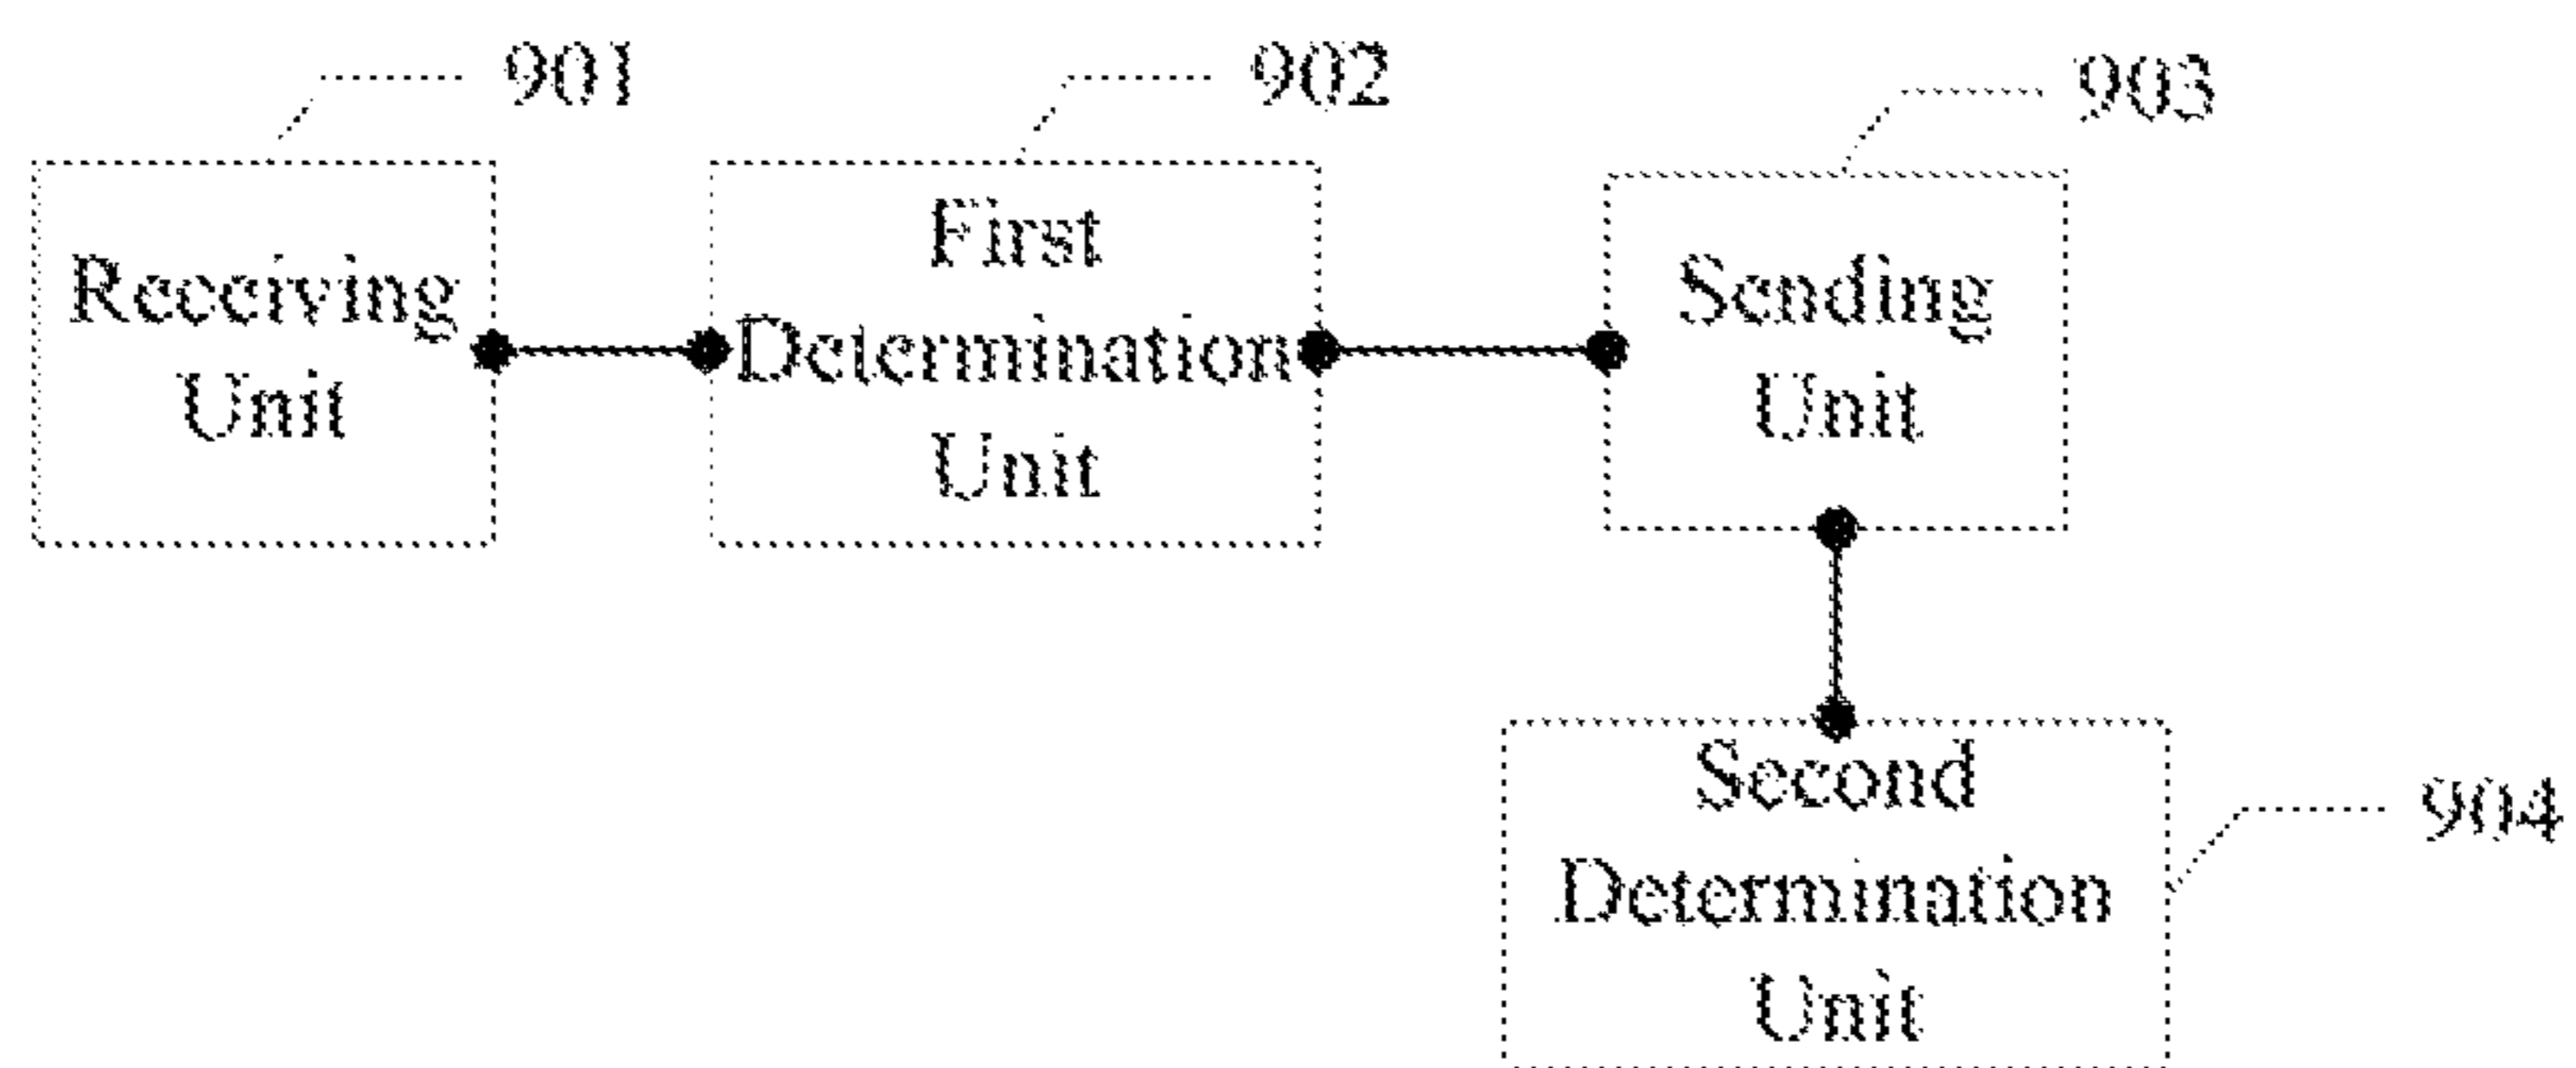 901
902
903
Receiving
Unit
First
Determination
Unit
Sending
Unit
Second
Determination
Unit
904